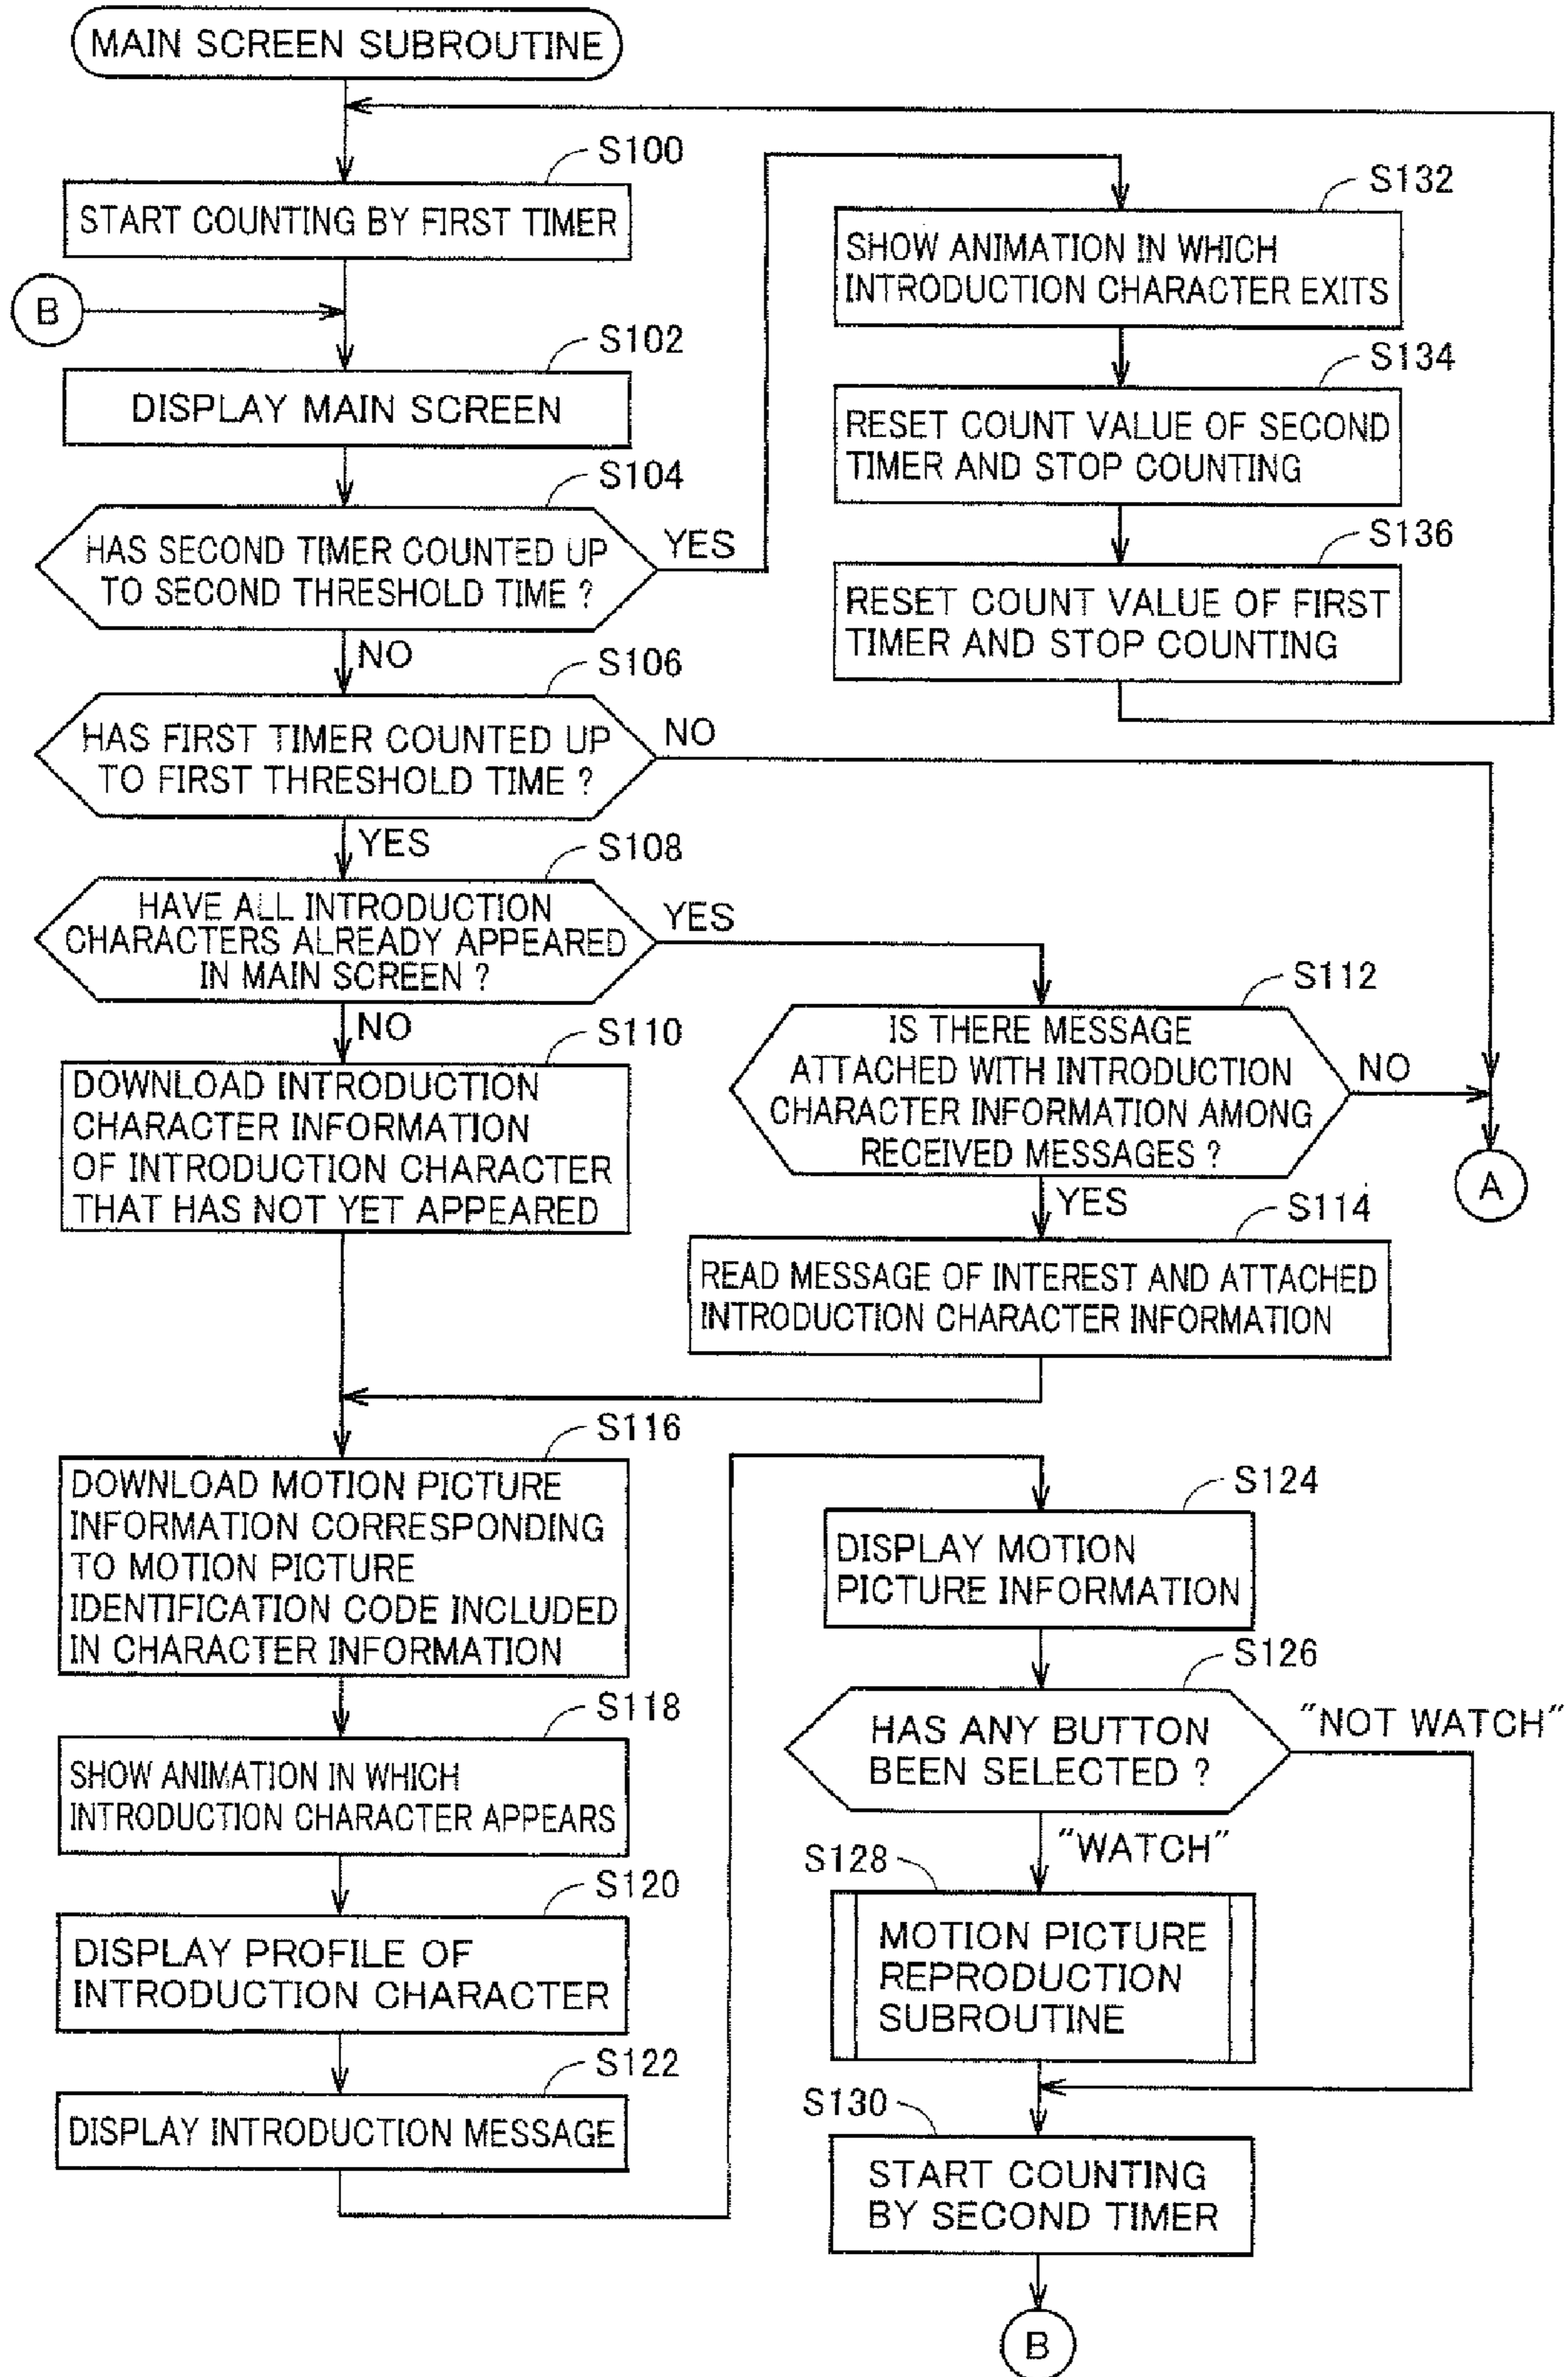 MAIN SCREEN SUBROUTINE
S100
START COUNTING BY FIRST TIMER
B
S102
DISPLAY MAIN SCREEN
S104
HAS SECOND TIMER COUNTED UP
TO SECOND THRESHOLD TIME ?
YES
NO
S132
SHOW ANIMATION IN WHICH
INTRODUCTION CHARACTER EXITS
S134
RESET COUNT VALUE OF SECOND
TIMER AND STOP COUNTING
S136
RESET COUNT VALUE OF FIRST
TIMER AND STOP COUNTING
S106
HAS FIRST TIMER COUNTED UP
TO FIRST THRESHOLD TIME ?
NO
YES
S108
HAVE ALL INTRODUCTION
CHARACTERS ALREADY APPEARED
IN MAIN SCREEN ?
YES
NO
S110
DOWNLOAD INTRODUCTION
CHARACTER INFORMATION
OF INTRODUCTION CHARACTER
THAT HAS NOT YET APPEARED
S112
IS THERE MESSAGE
ATTACHED WITH INTRODUCTION
CHARACTER INFORMATION AMONG
RECEIVED MESSAGES ?
NO
A
YES
S114
READ MESSAGE OF INTEREST AND ATTACHED
INTRODUCTION CHARACTER INFORMATION
S116
DOWNLOAD MOTION PICTURE
INFORMATION CORRESPONDING
TO MOTION PICTURE
IDENTIFICATION CODE INCLUDED
IN CHARACTER INFORMATION
S118
SHOW ANIMATION IN WHICH
INTRODUCTION CHARACTER APPEARS
S120
DISPLAY PROFILE OF
INTRODUCTION CHARACTER
S122
DISPLAY INTRODUCTION MESSAGE
S124
DISPLAY MOTION
PICTURE INFORMATION
S126
HAS ANY BUTTON
BEEN SELECTED ?
"NOT WATCH"
"WATCH"
S128
MOTION PICTURE
REPRODUCTION
SUBROUTINE
S130
START COUNTING
BY SECOND TIMER
B